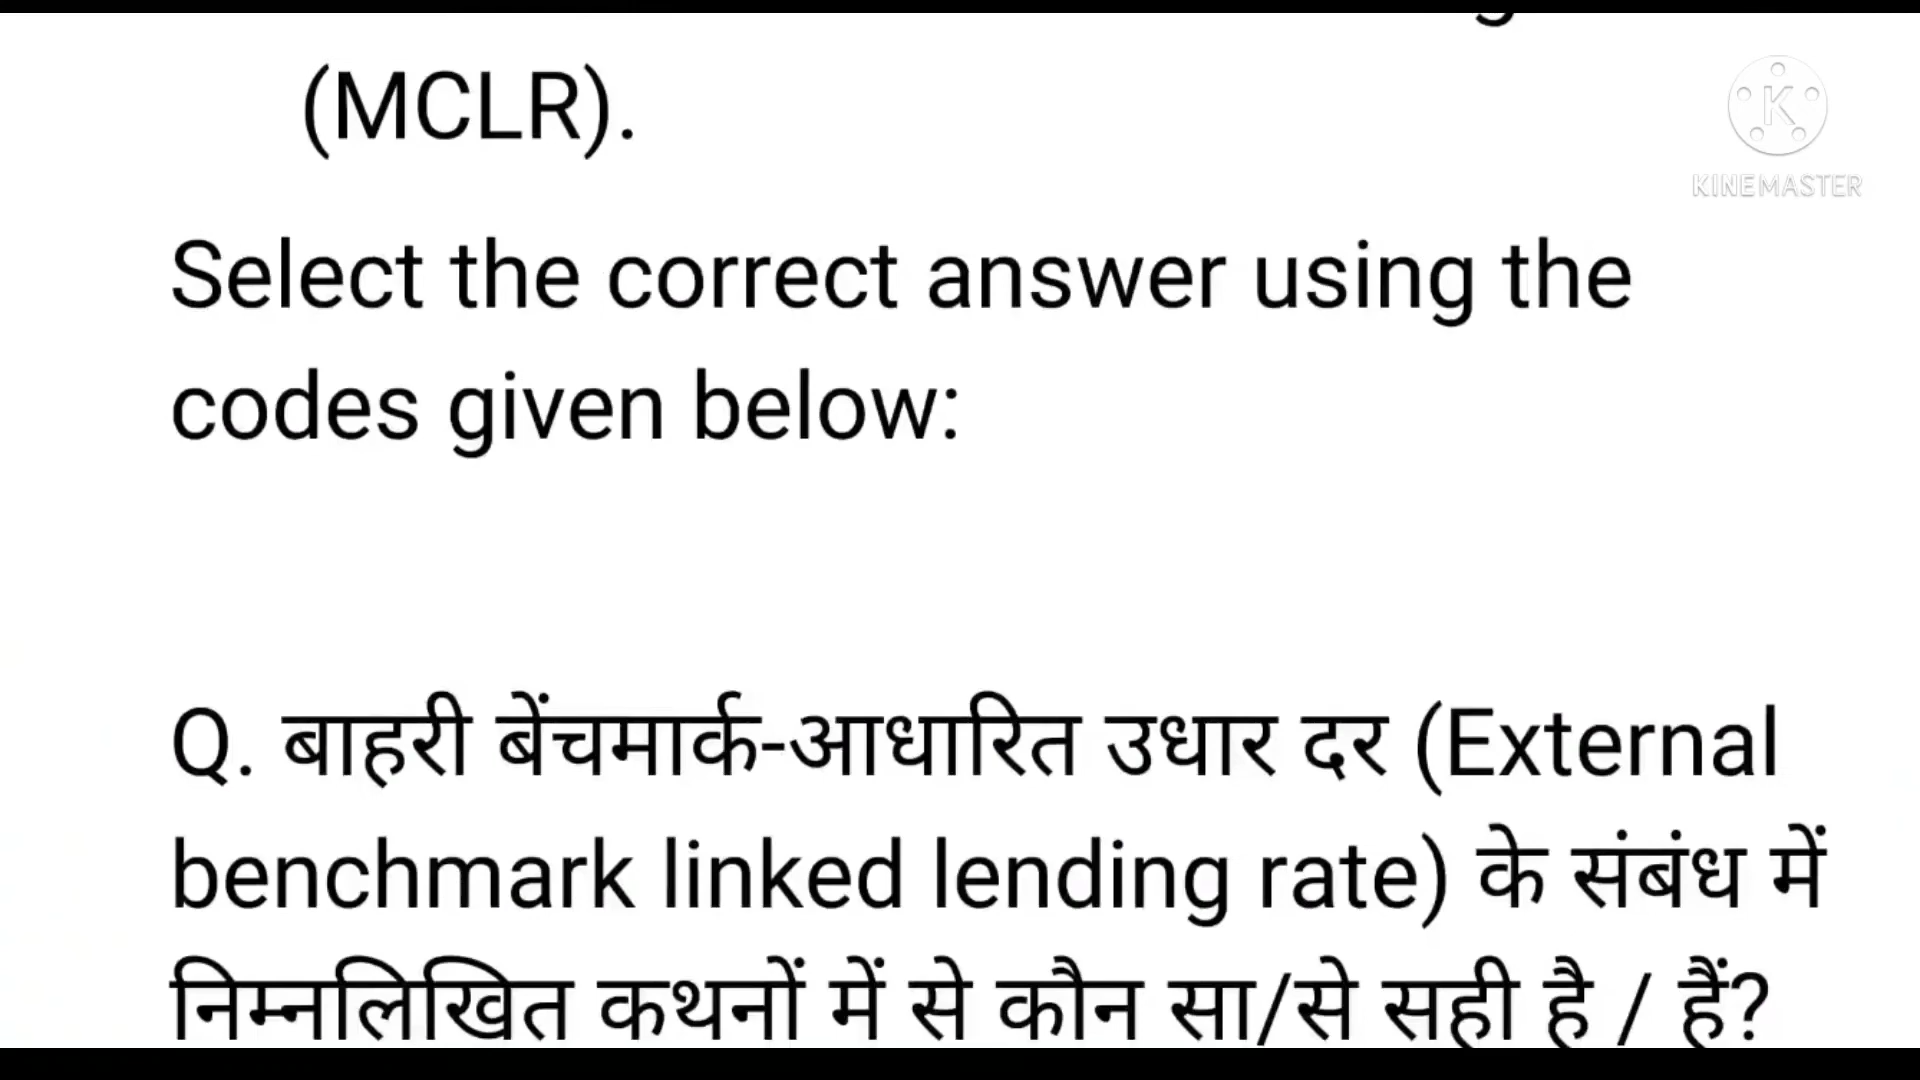 (MCLR).
K
KINEMASTER
Select the correct answer using the
codes given below:
Q. बाहरी बेंचमार्क-आधारित उधार दर (External
benchmark linked lending rate) के संबंध में
निम्नलिखित कथनों में से कौन सा/से सही है / हैं?